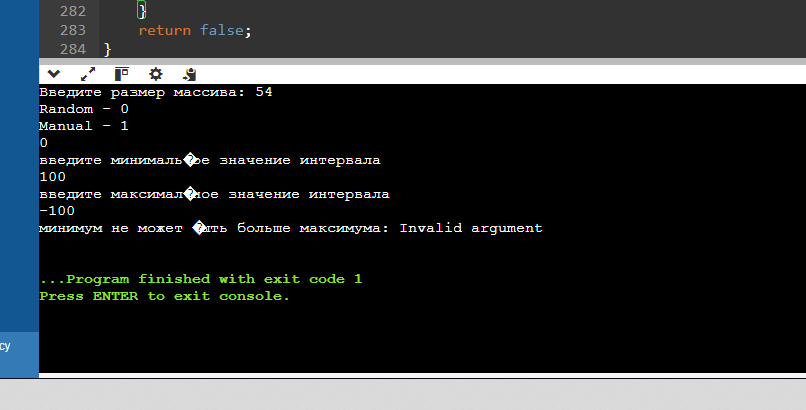 282 }
283 return false;
284 }
Введите размер массива: 54
Random - 0
Manual - 1
0
введите минималь�ое значение интервала
100
введите максимал�ное значение интервала
-100
минимум не может �ыть больше максимума: Invalid argument
...Program finished with exit code 1
Press ENTER to exit console.
cy